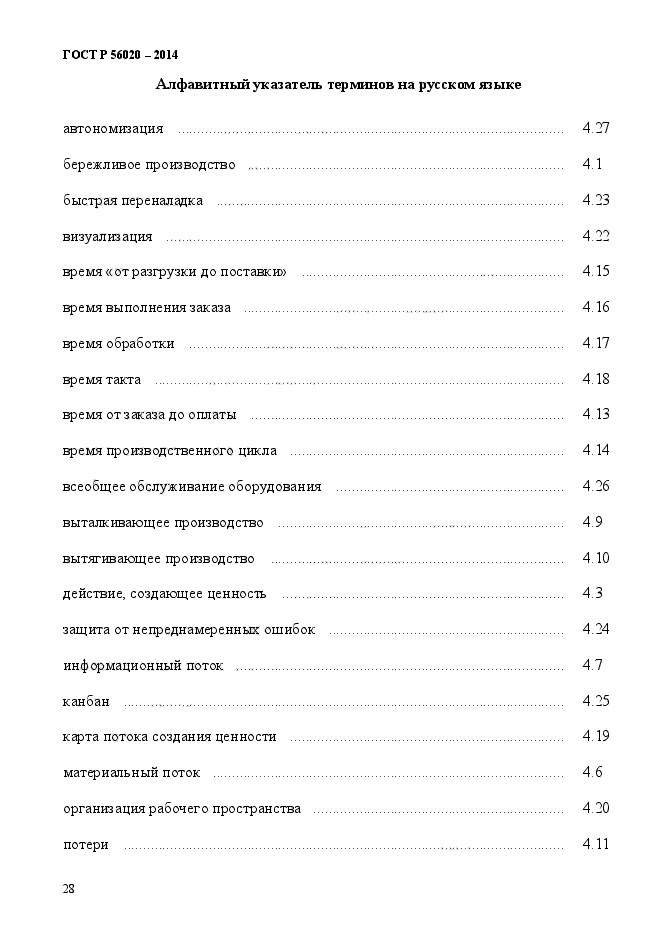 ГОСТ Р 56020 – 2014
Алфавитный указатель терминов на русском языке
автономизация 4.27
бережливое производство 4.1
быстрая переналадка 4.23
визуализация 4.22
время «от разгрузки до поставки» 4.15
время выполнения заказа 4.16
время обработки 4.17
время такта 4.18
время от заказа до оплаты 4.13
время производственного цикла 4.14
всеобщее обслуживание оборудования 4.26
выталкивающее производство 4.9
вытягивающее производство 4.10
действие, создающее ценность 4.3
защита от непреднамеренных ошибок 4.24
информационный поток 4.7
канбан 4.25
карта потока создания ценности 4.19
материальный поток 4.6
организация рабочего пространства 4.20
потери 4.11
28